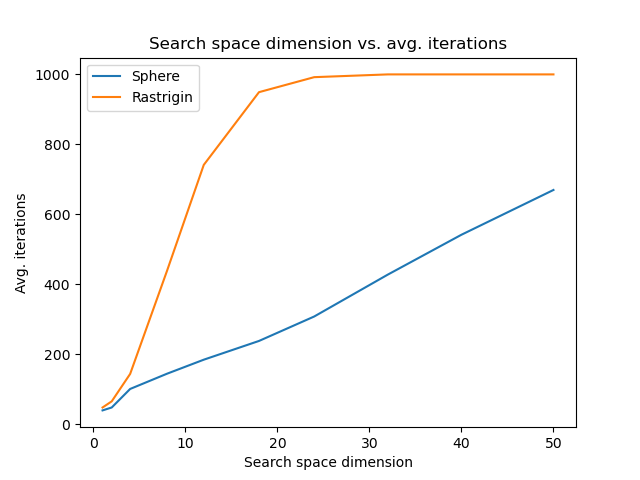 Search space dimension vs. avg. iterations
Sphere
Rastrigin
Avg. iterations
1000
800
600
400
200
0
0 10 20 30 40 50
Search space dimension